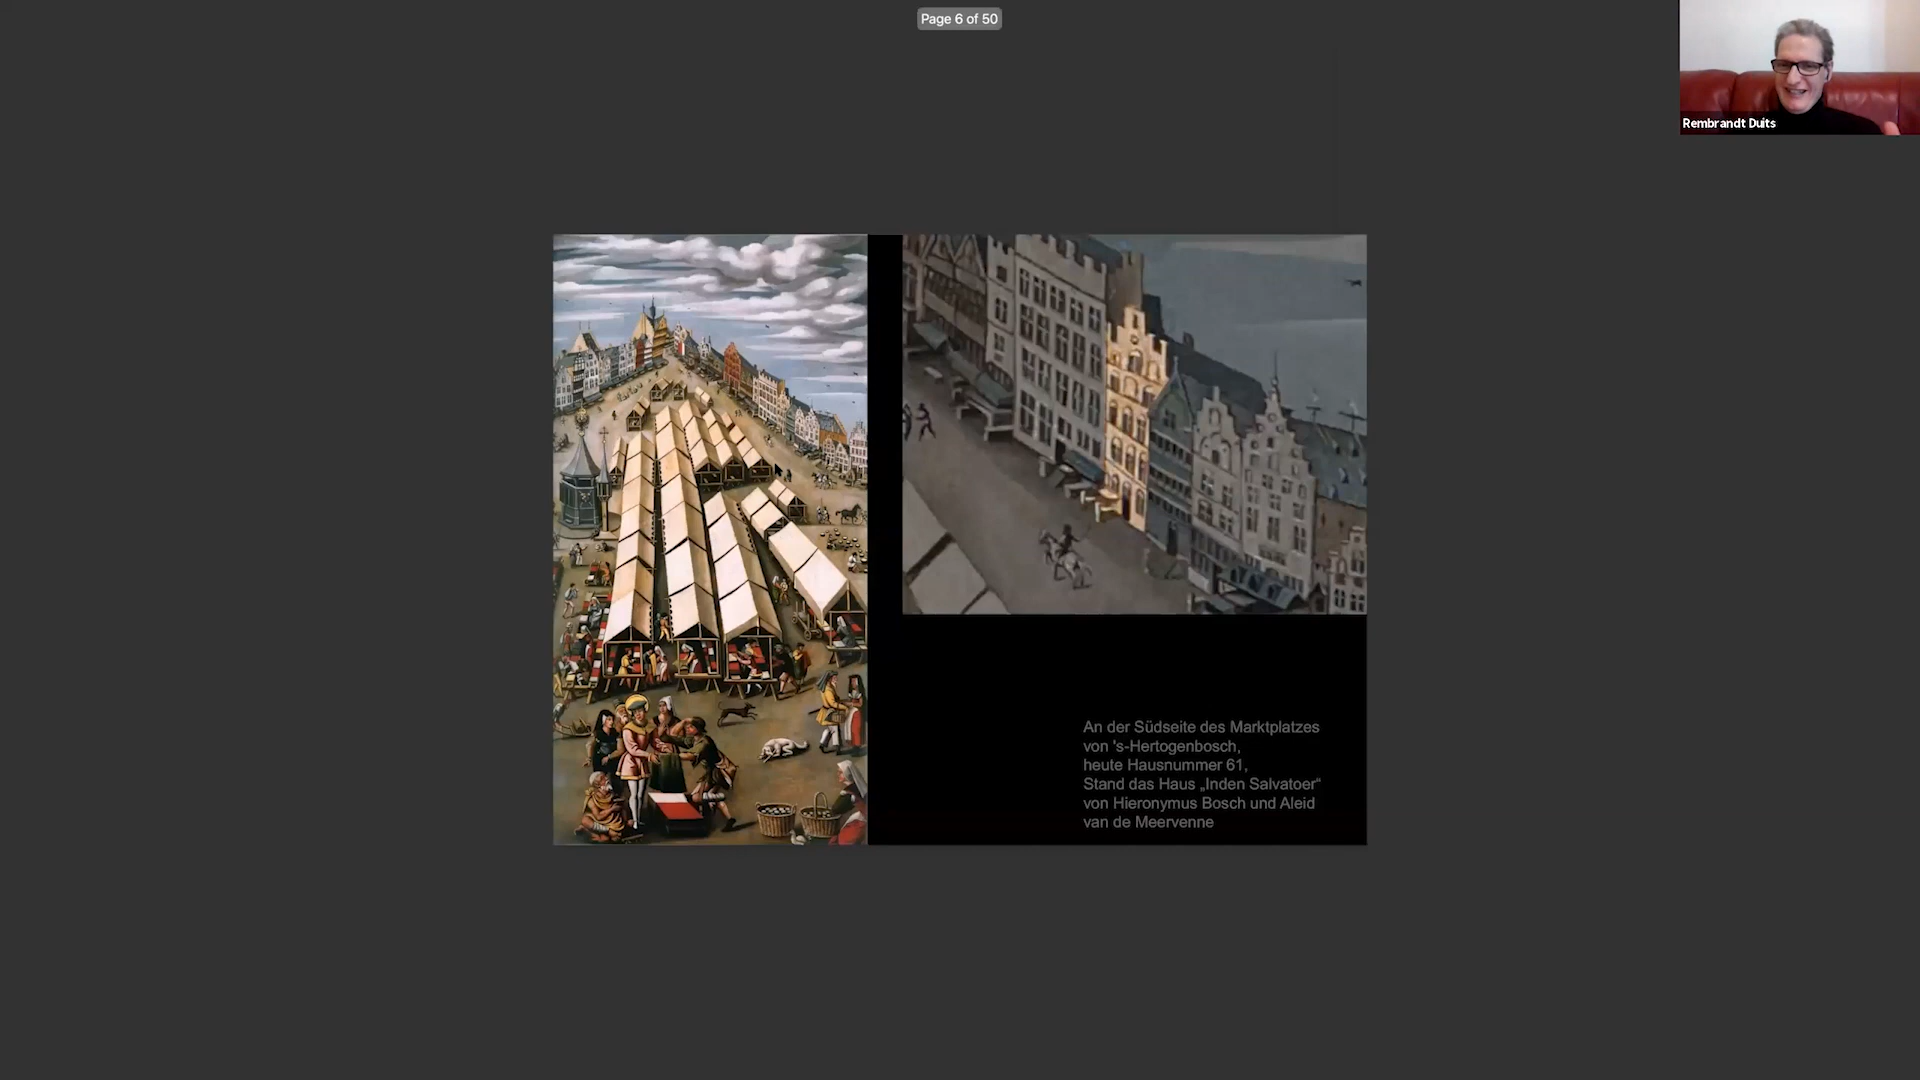 Page 6 of 50
Rembrandt Duits
An der Südseite des Marktplatzes
von 's-Hertogenbosch,
heute Hausnummer 61,
Stand das Haus „Inden Salvatoer“
von Hieronymus Bosch und Aleid
van de Meervenne